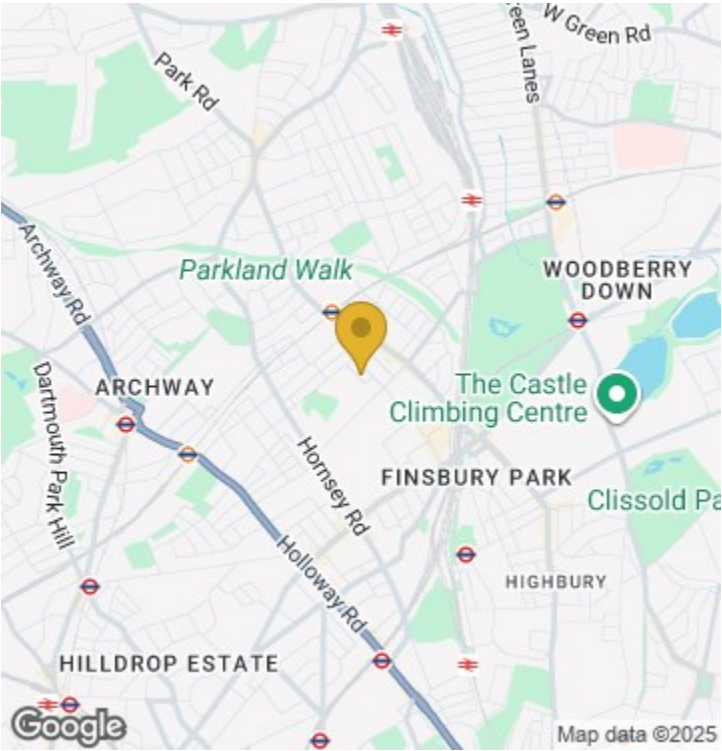 W Green Rd
Green Lanes
Park Rd
Archway Rd
Parkland Walk
WOODBERRY
DOWN
ARCHWAY
The Castle
Climbing Centre
Dartmouth Park Hill
Hornsey Rd
FINSBURY PARK
Clissold Pa
Holloway Rd
HIGHBURY
HILLDROP ESTATE
Google
Map data ©2025